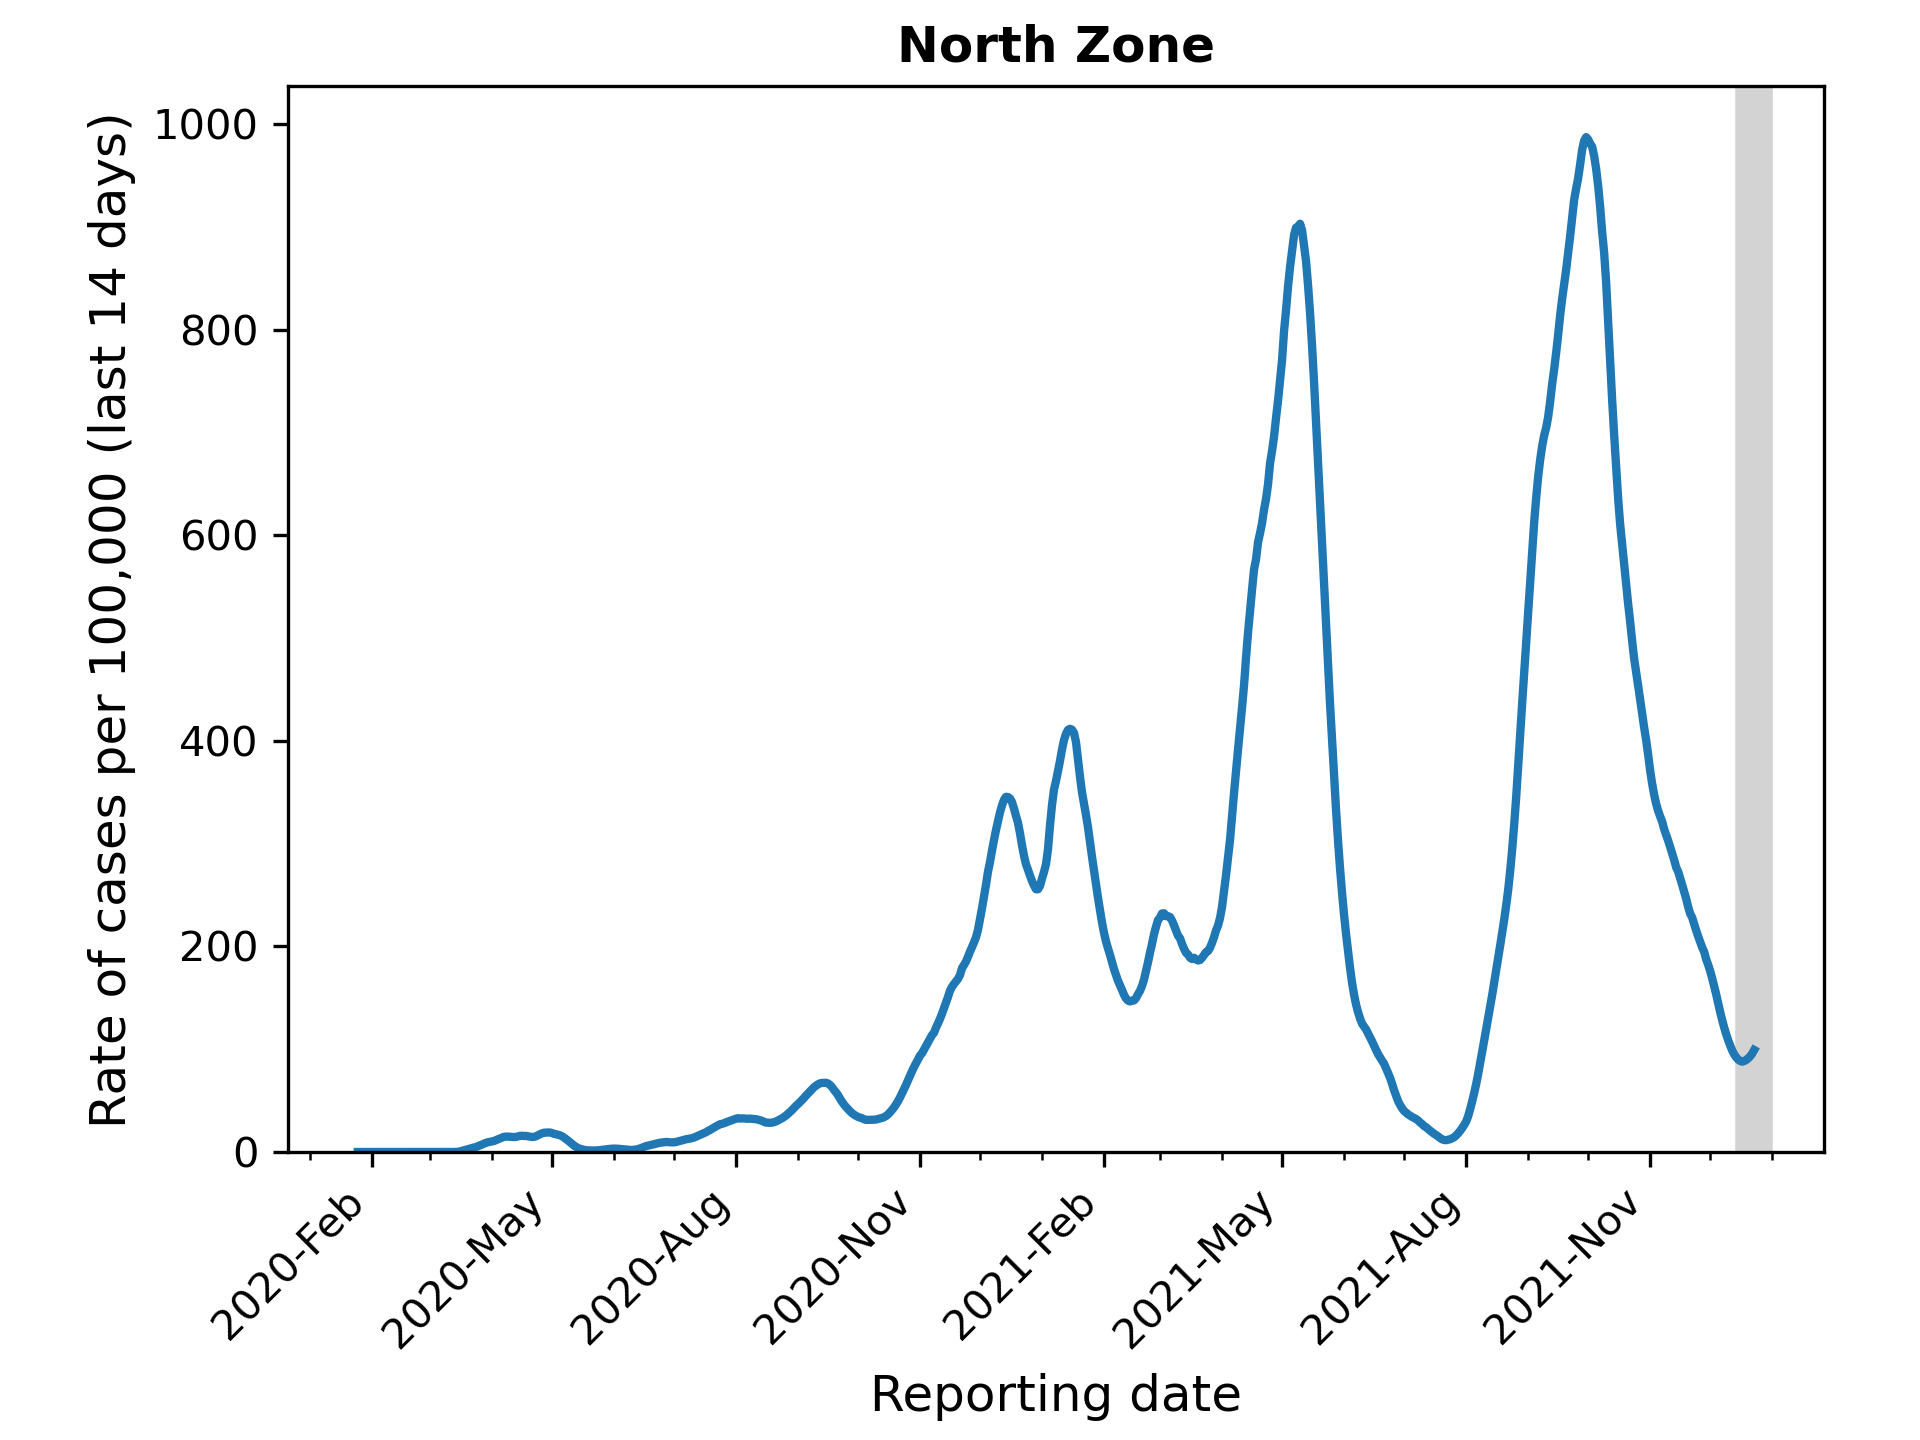 North Zone
Rate of cases per 100,000 (last 14 days)
1000
800
600
400
200
0
2020-Feb
2020-May
2020-Aug
2020-Nov
2021-Feb
2021-May
2021-Aug
2021-Nov
Reporting date